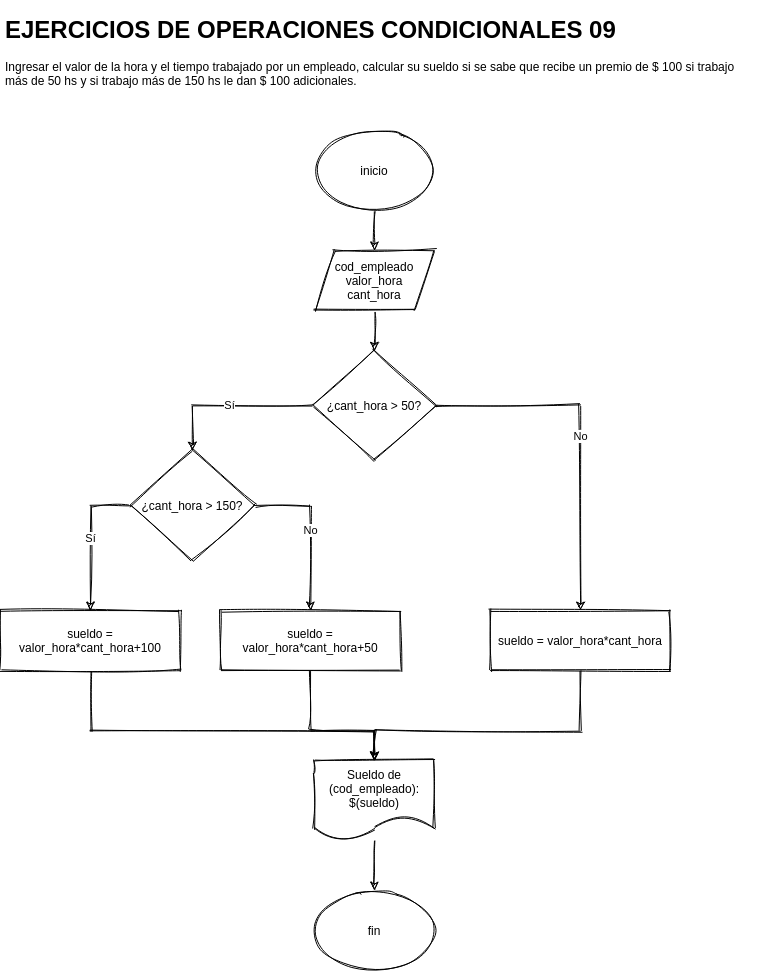 EJERCICIOS DE OPERACIONES CONDICIONALES 09
Ingresar el valor de la hora y el tiempo trabajado por un empleado, calcular su sueldo si se sabe que recibe un premio de $ 100 si trabajo
más de 50 hs y si trabajo más de 150 hs le dan $ 100 adicionales.
inicio
cod_empleado
valor_hora
cant_hora
¿cant_hora > 50?
Sí
No
¿cant_hora > 150?
Sí
No
sueldo =
valor_hora*cant_hora+100
sueldo =
valor_hora*cant_hora+50
sueldo = valor_hora*cant_hora
Sueldo de
(cod_empleado):
$(sueldo)
fin